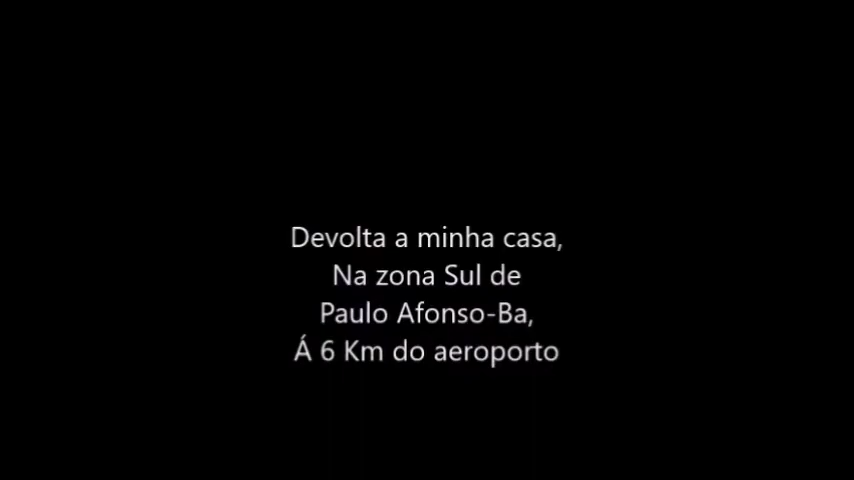 Devolta a minha casa,
Na zona Sul de
Paulo Afonso-Ba,
Á 6 Km do aeroporto